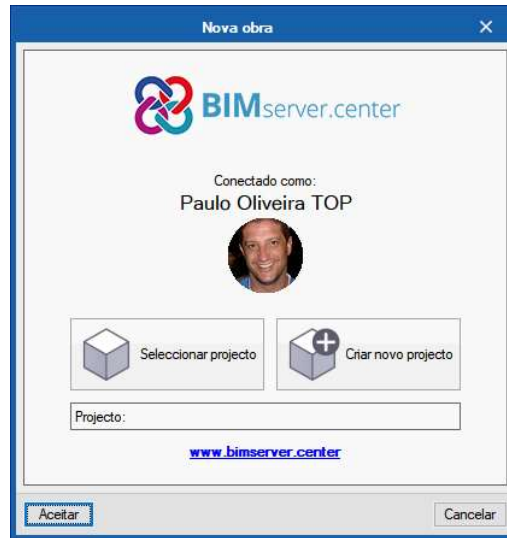 Nova obra
BIMserver.center
Conectado como:
Paulo Oliveira TOP
Seleccionar projecto
Criar novo projecto
Projecto:
www.bimserver.center
Aceitar
Cancelar